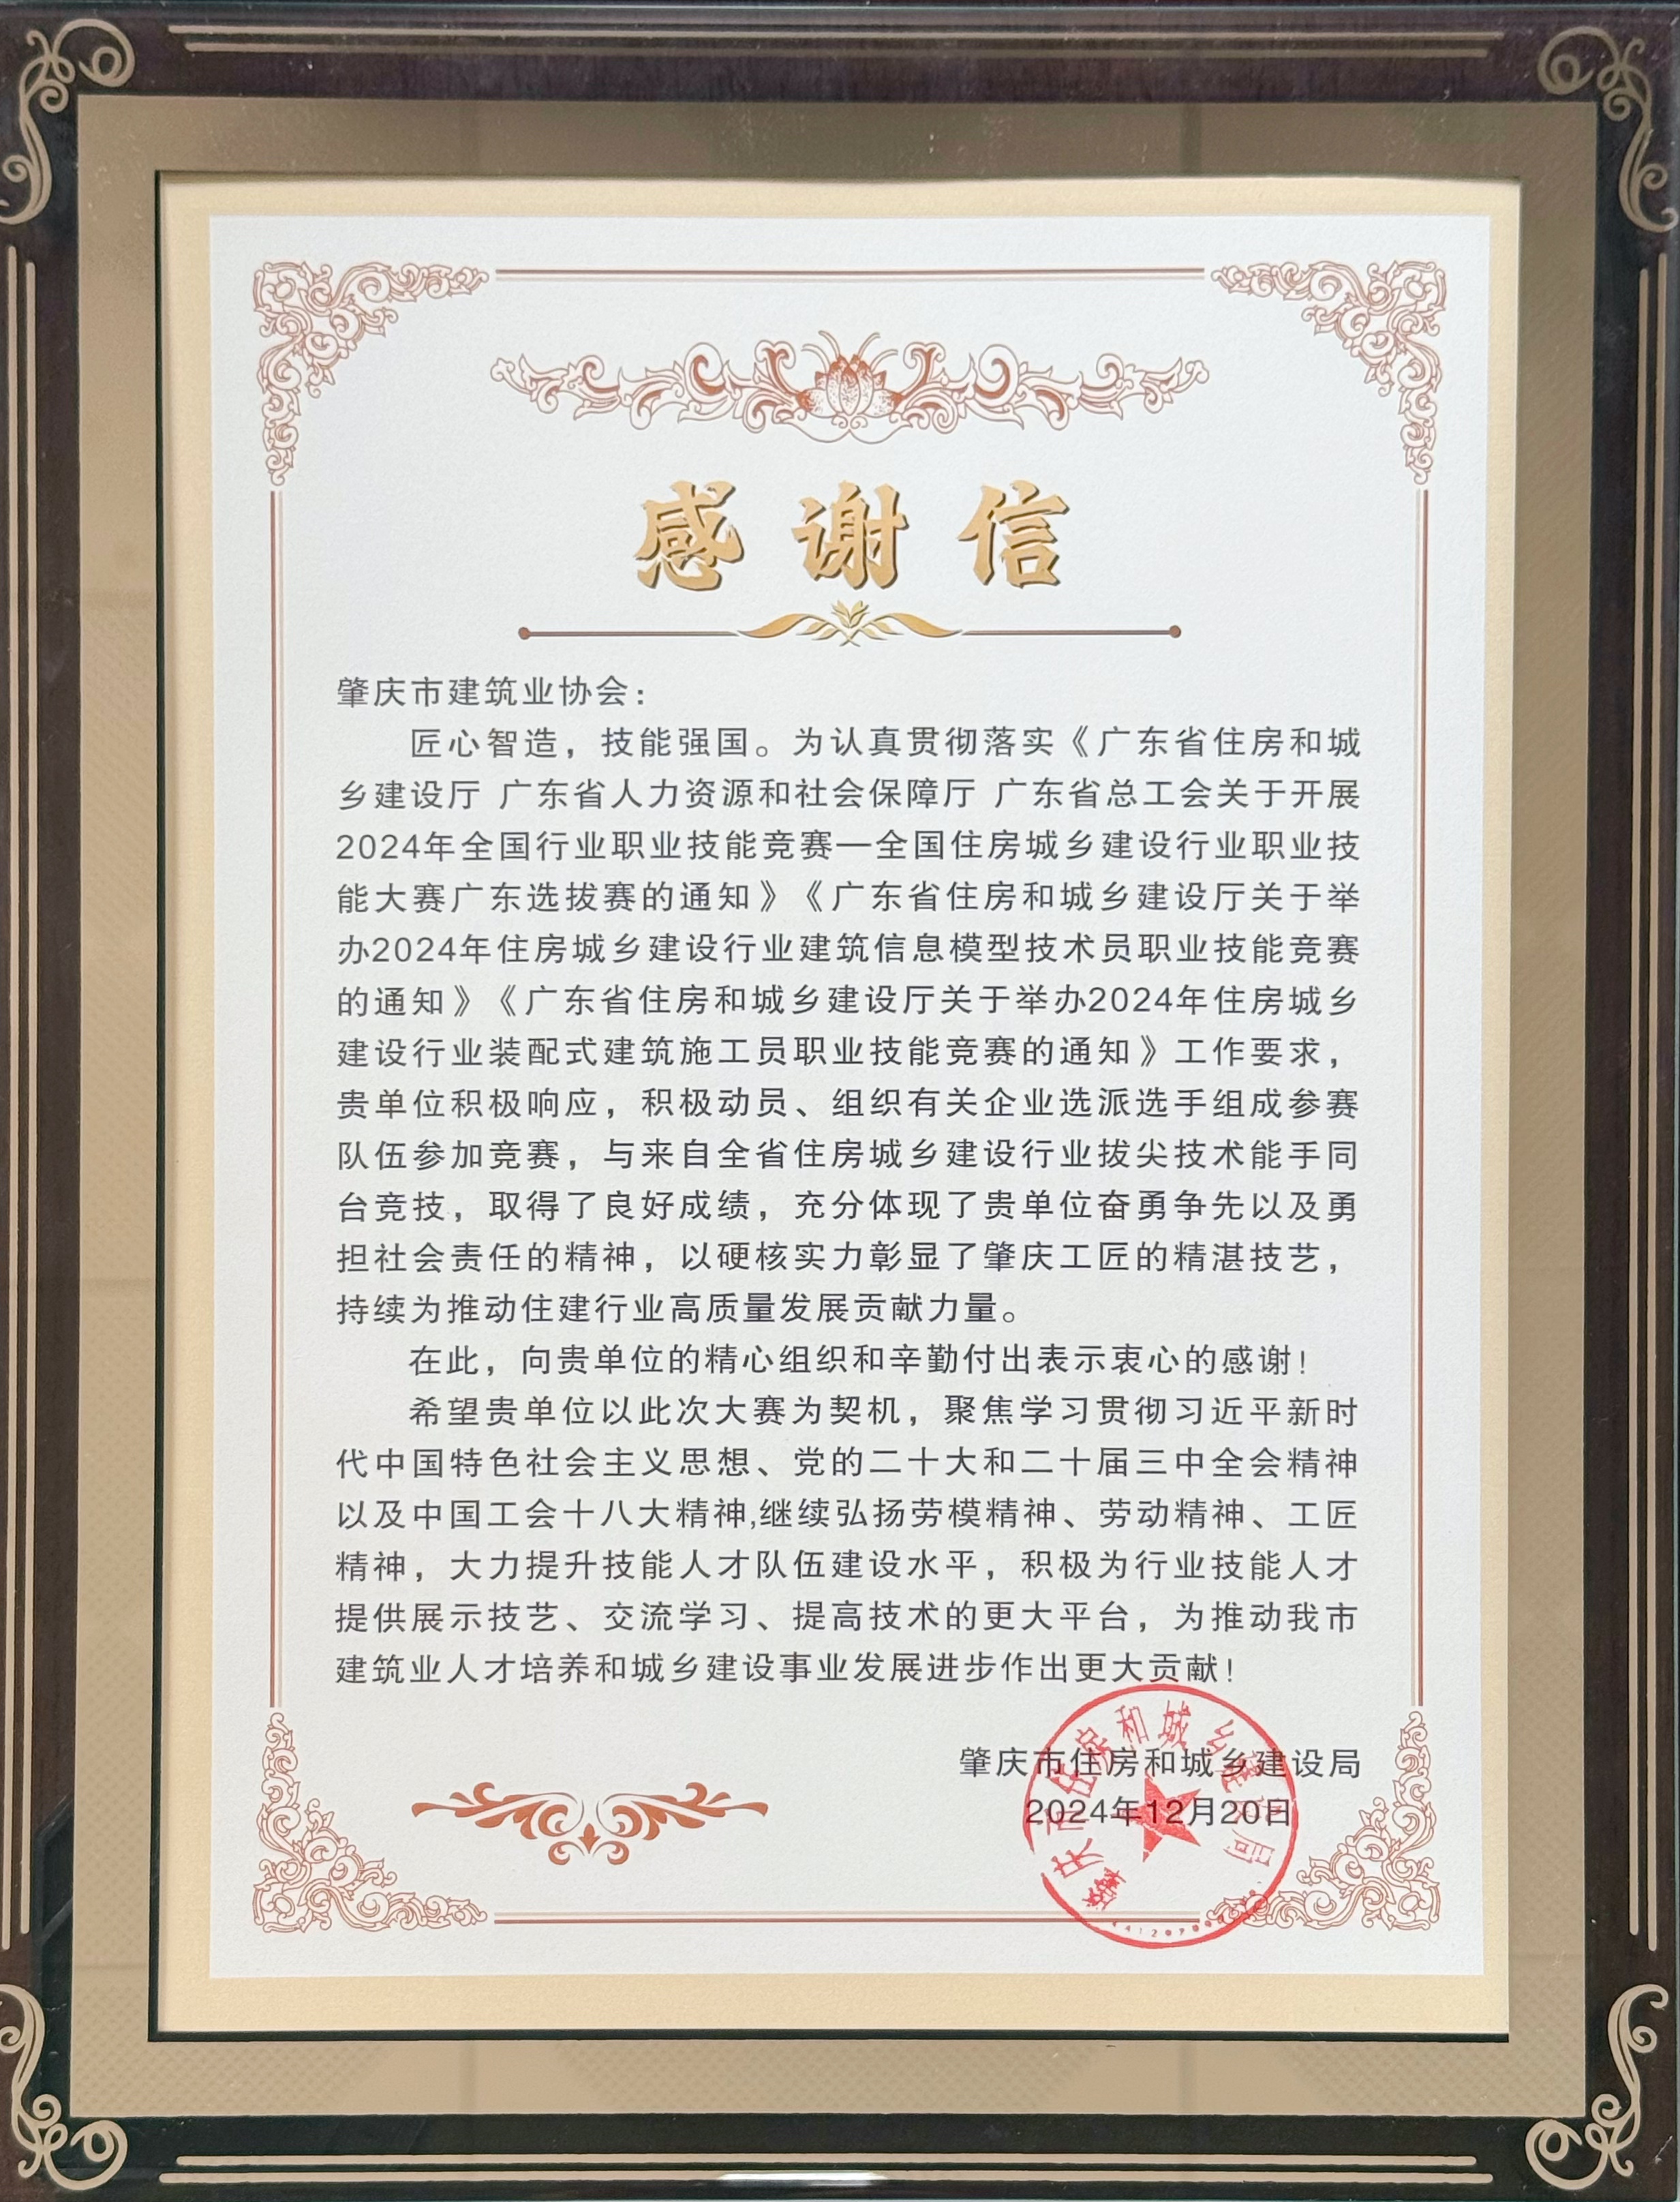 感谢信
肇庆市建筑业协会：
匠心智造，技能强国。为认真贯彻落实《广东省住房和城
乡建设厅 广东省人力资源和社会保障厅 广东省总工会关于开展
2024年全国行业职业技能竞赛—全国住房城乡建设行业职业技
能大赛广东选拔赛的通知》《广东省住房和城乡建设厅关于举
办2024年住房城乡建设行业建筑信息模型技术员职业技能竞赛
的通知》《广东省住房和城乡建设厅关于举办2024年住房城乡
建设行业装配式建筑施工员职业技能竞赛的通知》工作要求，
贵单位积极响应，积极动员、组织有关企业选派选手组成参赛
队伍参加竞赛，与来自全省住房城乡建设行业拔尖技术能手同
台竞技，取得了良好成绩，充分体现了贵单位奋勇争先以及勇
担社会责任的精神，以硬核实力彰显了肇庆工匠的精湛技艺，
持续为推动住建行业高质量发展贡献力量。
在此，向贵单位的精心组织和辛勤付出表示衷心的感谢！
希望贵单位以此次大赛为契机，聚焦学习贯彻习近平新时
代中国特色社会主义思想、党的二十大和二十届三中全会精神
以及中国工会十八大精神,继续弘扬劳模精神、劳动精神、工匠
精神，大力提升技能人才队伍建设水平，积极为行业技能人才
提供展示技艺、交流学习、提高技术的更大平台，为推动我市
建筑业人才培养和城乡建设事业发展进步作出更大贡献！
肇庆市住房和城乡建设局
2024年12月20日
肇庆市住房和城乡建设局